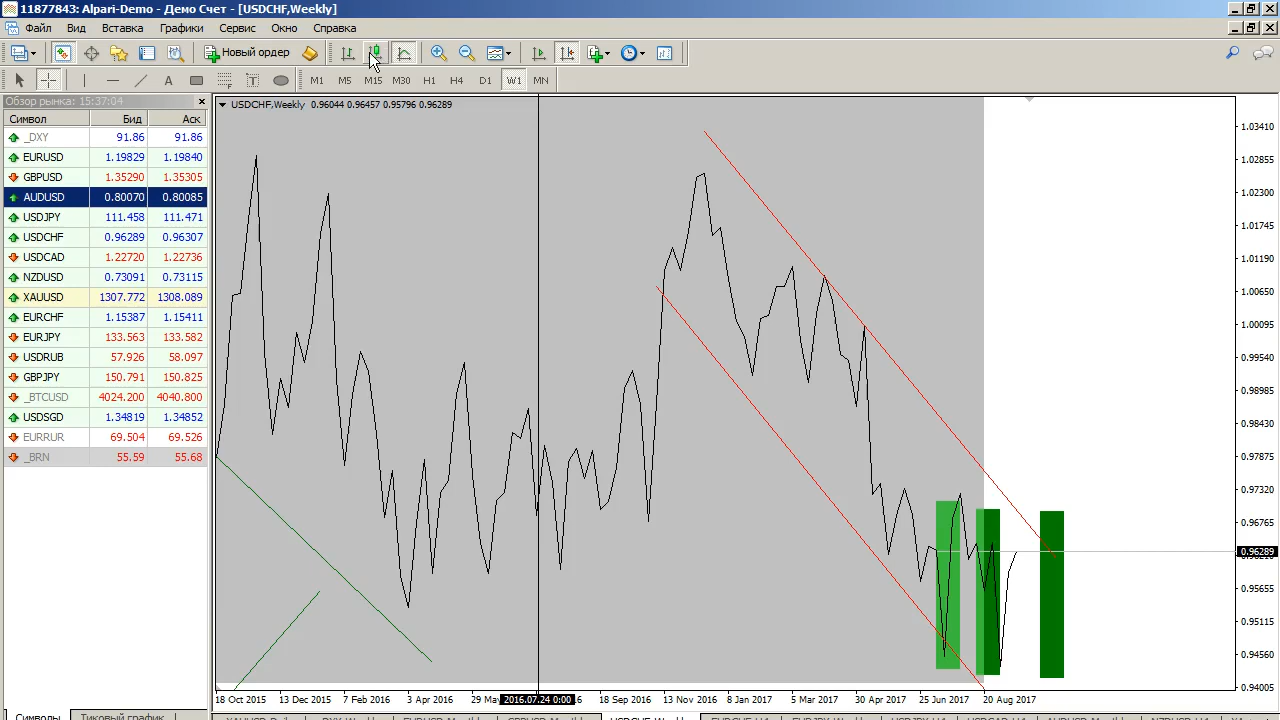 11877843: Alpari-Demo - Демо Счет - [USDCHF,Weekly]
Файл Вид Вставка Графики Сервис Окно Справка
Новый ордер
M1 M5 M15 M30 H1 H4 D1 W1 MN
Обзор рынка: 15:37:04
Символ Бид Аск
_DXY 91.86 91.86
EURUSD 1.19829 1.19840
GBPUSD 1.35290 1.35305
AUDUSD 0.80070 0.80085
USDJPY 111.458 111.471
USDCHF 0.96289 0.96307
USDCAD 1.22720 1.22736
NZDUSD 0.73091 0.73115
XAUUSD 1307.772 1308.089
EURCHF 1.15387 1.15411
EURJPY 133.563 133.582
USDRUB 57.926 58.097
GBPJPY 150.791 150.825
_BTCUSD 4024.200 4040.800
USDSGD 1.34819 1.34852
EURRUR 69.504 69.526
_BRN 55.59 55.68
Символы Тиковый график
USDCHF,Weekly 0.96044 0.96457 0.95796 0.96289
1.03410
1.02855
1.02300
1.01745
1.01190
1.00650
1.00095
0.99540
0.98985
0.98430
0.97875
0.97320
0.96765
0.96289
0.95655
0.95115
0.94560
0.94005
18 Oct 2015 13 Dec 2015 7 Feb 2016 3 Apr 2016 29 May 2016.07.24 0:00 18 Sep 2016 13 Nov 2016 8 Jan 2017 5 Mar 2017 30 Apr 2017 25 Jun 2017 20 Aug 2017